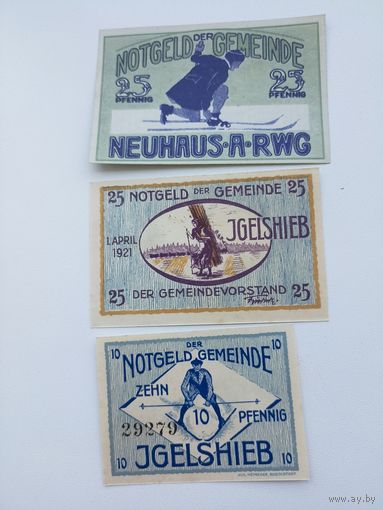 NOTGELD DER GEMEINDE
25 PFENNIG 25 PFENNIG
NEUHAUS·A·RWG
25 NOTGELD DER GEMEINDE 25
1.APRIL 1921
JGELSHIEB
25 DER GEMEINDEVORSTAND 25
10 DER 10
NOTGELD GEMEINDE
ZEHN PFENNIG
10
29279
10 JGELSHIEB 10
www.ay.by